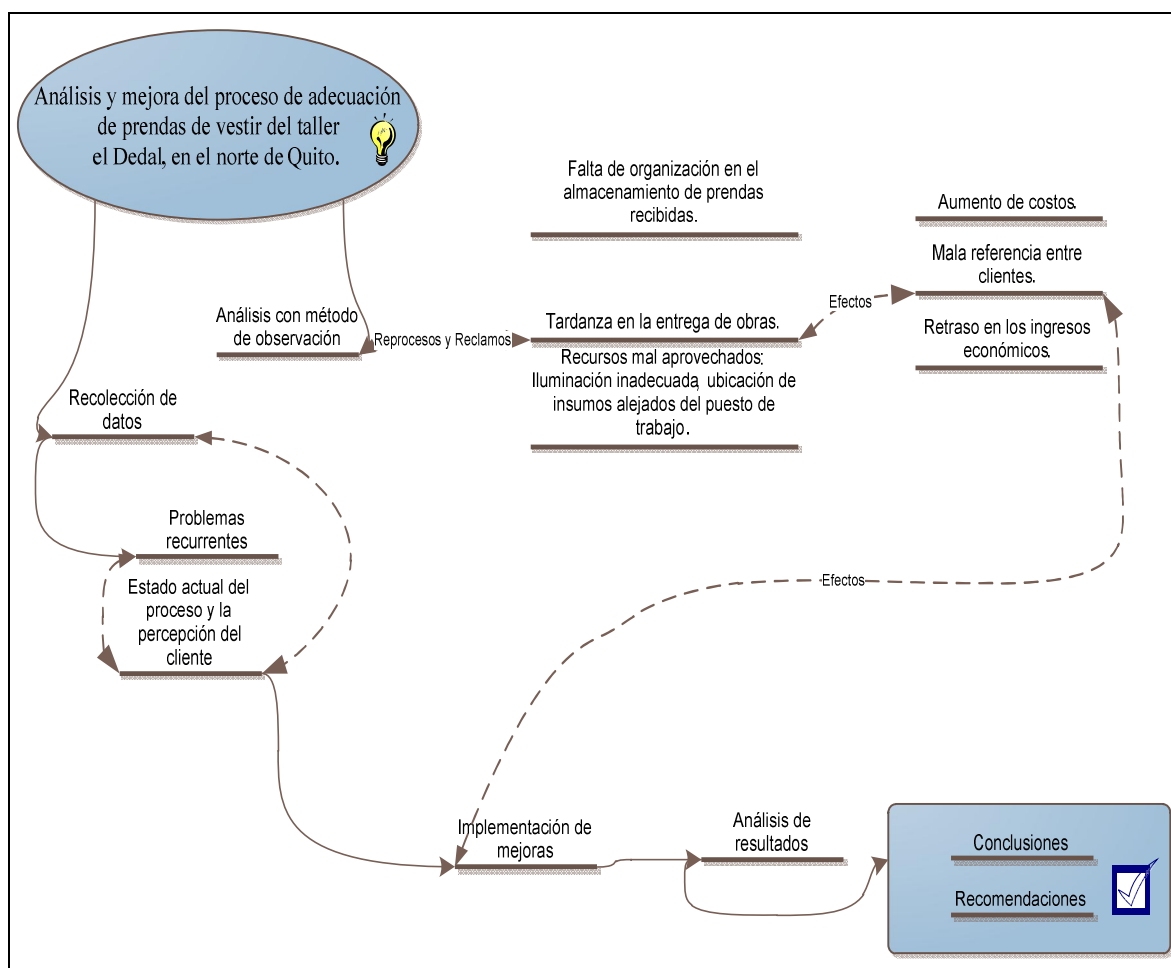 Análisis y mejora del proceso de adecuación
de prendas de vestir del taller
el Dedal, en el norte de Quito.
Falta de organización en el
almacenamiento de prendas
recibidas.
Aumento de costos.
Mala referencia entre
clientes.
Efectos
Análisis con método
de observación
Reprocesos y Reclamos
Tardanza en la entrega de obras.
Retraso en los ingresos
económicos.
Recursos mal aprovechados:
Iluminación inadecuada, ubicación de
insumos alejados del puesto de
trabajo.
Recolección de
datos
Problemas
recurrentes
Estado actual del
proceso y la
percepción del
cliente
Efectos
Implementación de
mejoras
Análisis de
resultados
Conclusiones
Recomendaciones